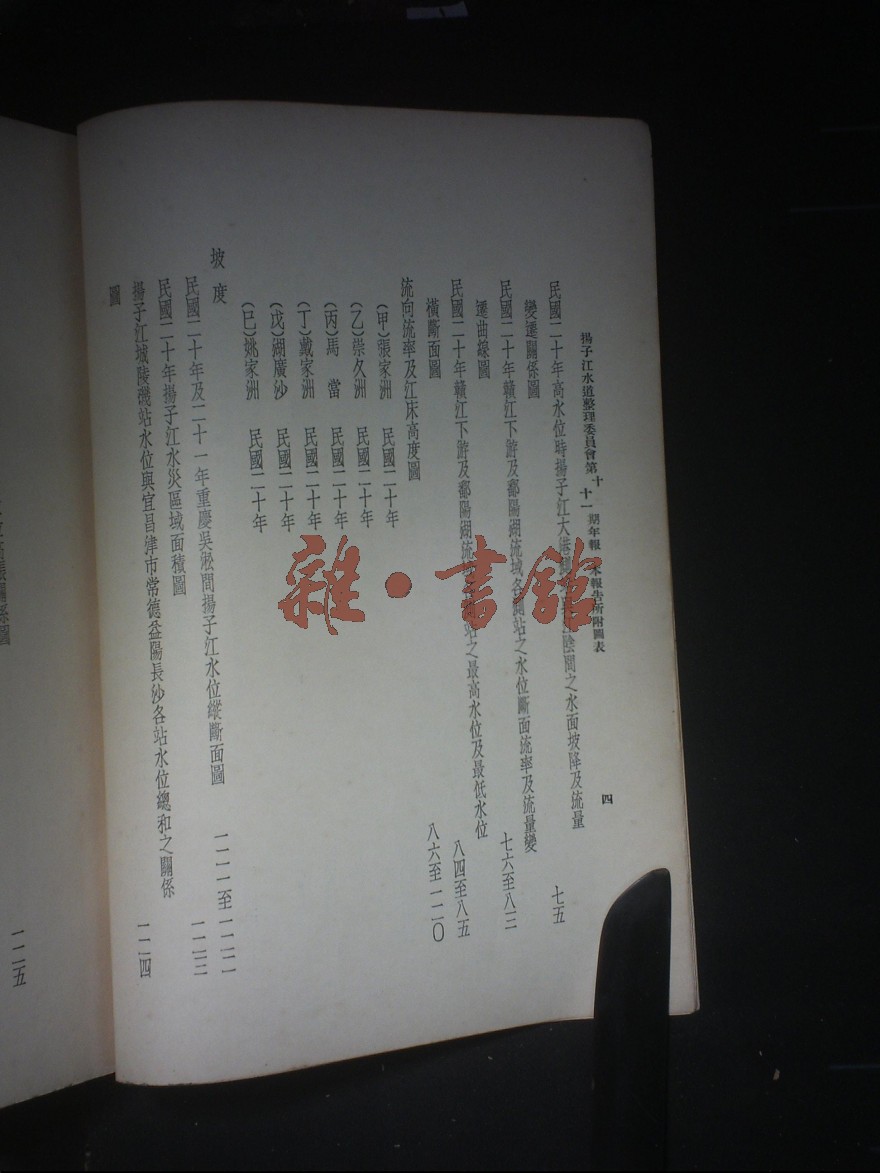 揚子江水道整理委員會第十十一期年報 報告所附圖表
四
民國二十年高水位時揚子江大 陰間之水面坡降及流量
變遷關係圖
七五
民國二十年贛江下游及鄱陽湖流域各測站之水位斷面流率及流量變
遷曲線圖
七六至八三
民國二十年贛江下游及鄱陽湖流 站之最高水位及最低水位
八四至八五
橫斷面圖
八六至一一〇
流向流率及江床高度圖
(甲)張家洲 民國二十年
(乙)崇久洲 民國二十年
(丙)馬當 民國二十年
(丁)戴家洲 民國二十年
(戊)湖廣沙 民國二十年
(巳)姚家洲 民國二十年
坡度
民國二十年及二十一年重慶吳淞間揚子江水位縱斷面圖
一一一至一二二
民國二十年揚子江水災區域面積圖
一二三
揚子江城陵磯站水位與宜昌津市常德益陽長沙各站水位總和之關係
圖
一二四
關係圖
一二五
雜·書館